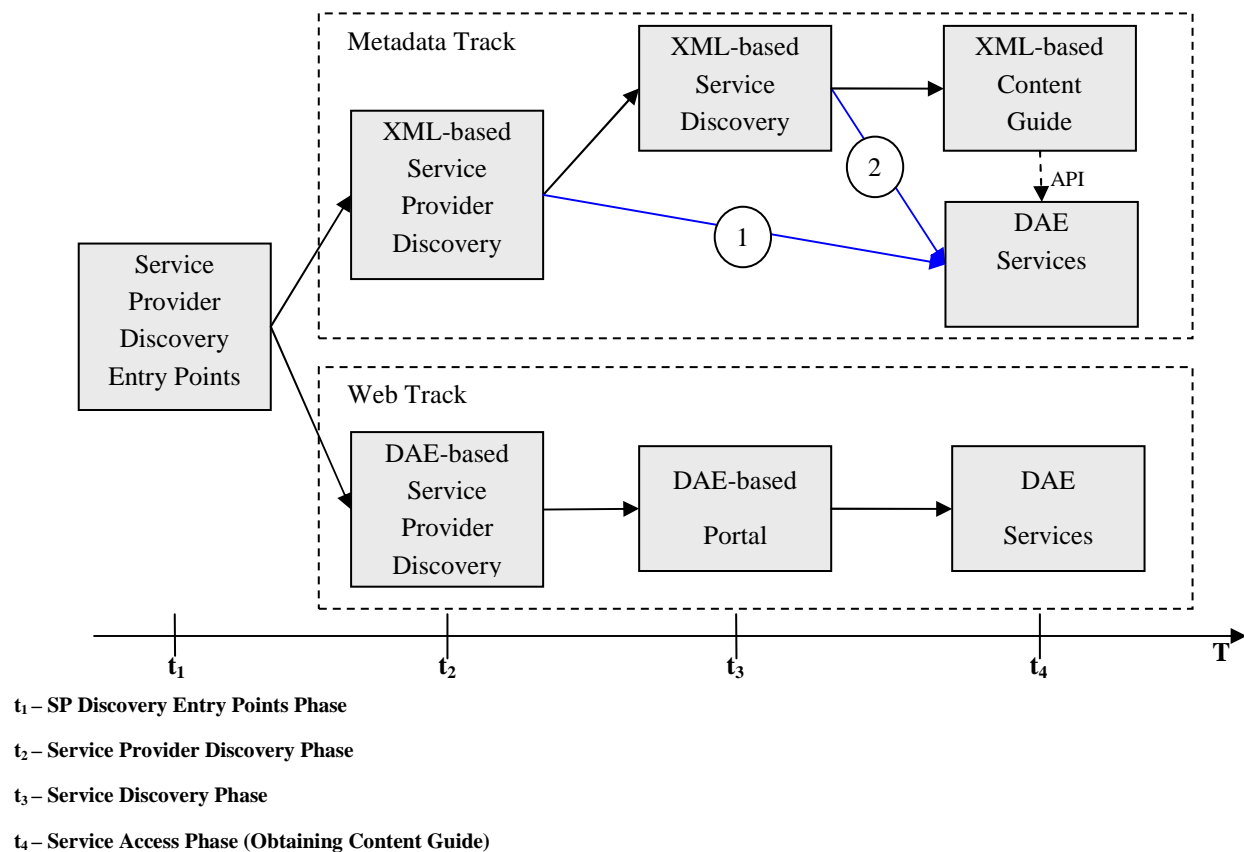 Metadata Track
XML-based
Service
Discovery
XML-based
Content
Guide
XML-based
Service
Provider
Discovery
2
API
1
DAE
Services
Service
Provider
Discovery
Entry Points
Web Track
DAE-based
Service
Provider
Discovery
DAE-based
Portal
DAE
Services
t1
t2
t3
t4
T
t1 – SP Discovery Entry Points Phase
t2 – Service Provider Discovery Phase
t3 – Service Discovery Phase
t4 – Service Access Phase (Obtaining Content Guide)